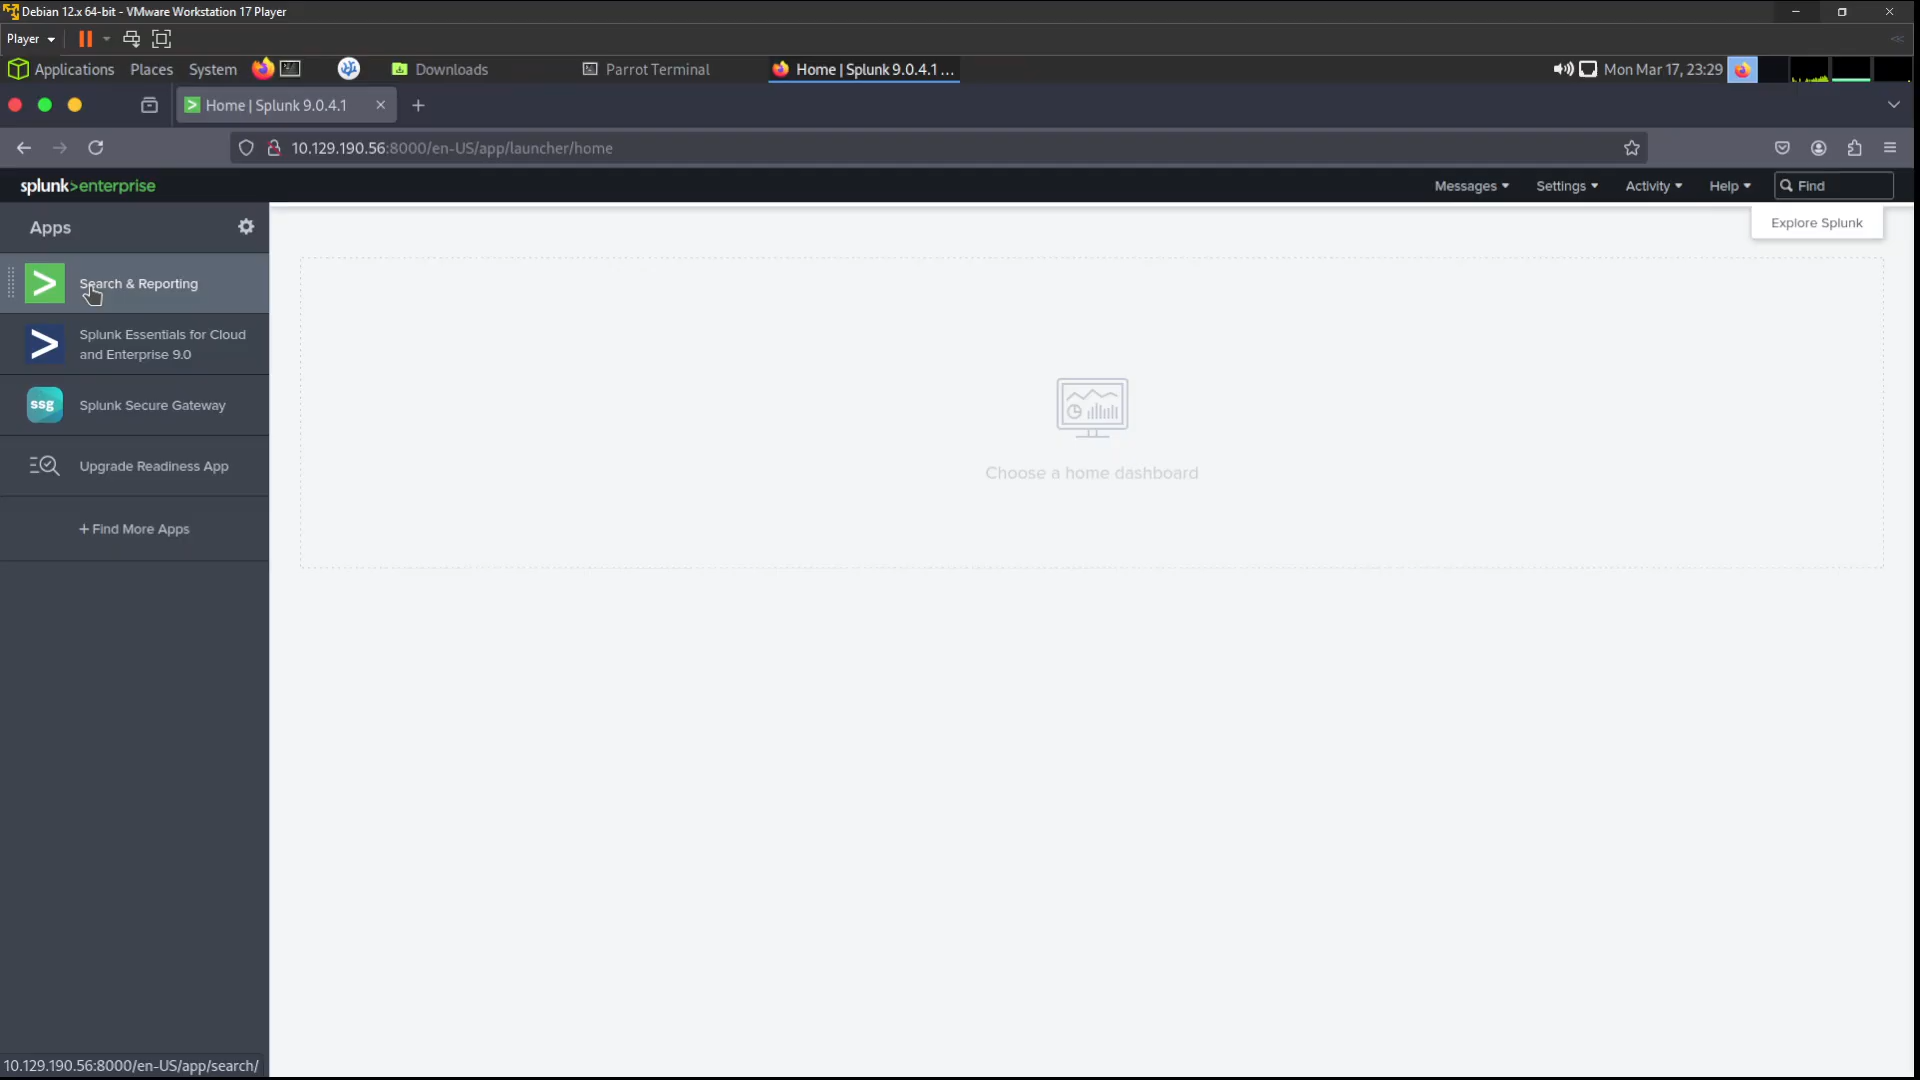 Debian 12.x 64-bit - VMware Workstation 17 Player
Player
Applications Places System Downloads Parrot Terminal Home | Splunk 9.0.4.1 ... Mon Mar 17, 23:29
Home | Splunk 9.0.4.1
10.129.190.56:8000/en-US/app/launcher/home
splunk>enterprise Messages Settings Activity Help Find
Apps
Explore Splunk
Search & Reporting
Splunk Essentials for Cloud
and Enterprise 9.0
ssg Splunk Secure Gateway
Upgrade Readiness App
+ Find More Apps
Choose a home dashboard
10.129.190.56:8000/en-US/app/search/